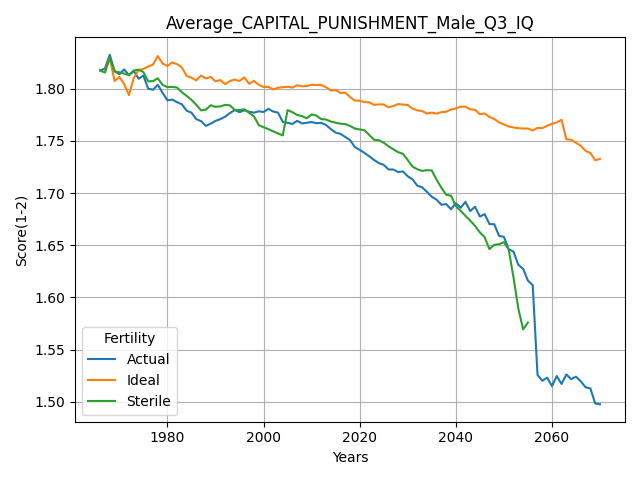 Average_CAPITAL_PUNISHMENT_Male_Q3_IQ
Score(1-2)
1.80
1.75
1.70
1.65
1.60
1.55
1.50
Fertility
Actual
Ideal
Sterile
1980
2000
2020
2040
2060
Years